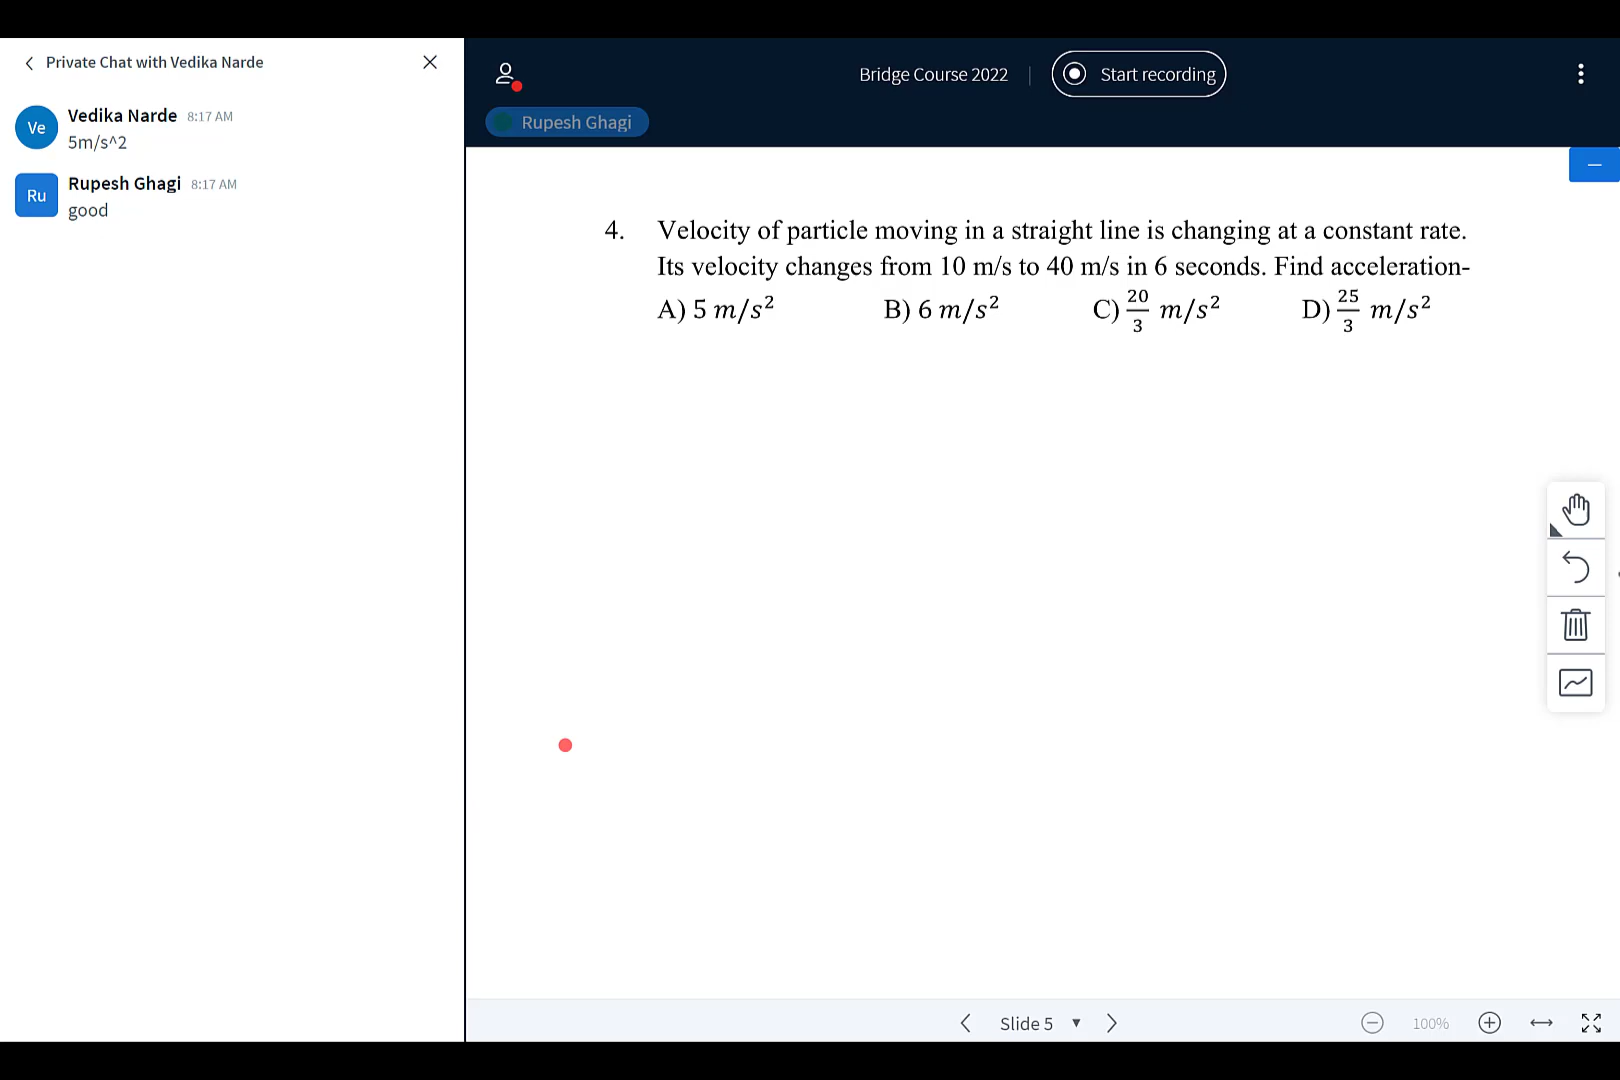 Private Chat with Vedika Narde
Ve
Vedika Narde 8:17 AM
5m/s^2
Ru
Rupesh Ghagi 8:17 AM
good
Bridge Course 2022
Start recording
Rupesh Ghagi
4. Velocity of particle moving in a straight line is changing at a constant rate.
Its velocity changes from 10 m/s to 40 m/s in 6 seconds. Find acceleration-
A) 5 m/s² B) 6 m/s² C) 20/3 m/s² D) 25/3 m/s²
Slide 5
100%